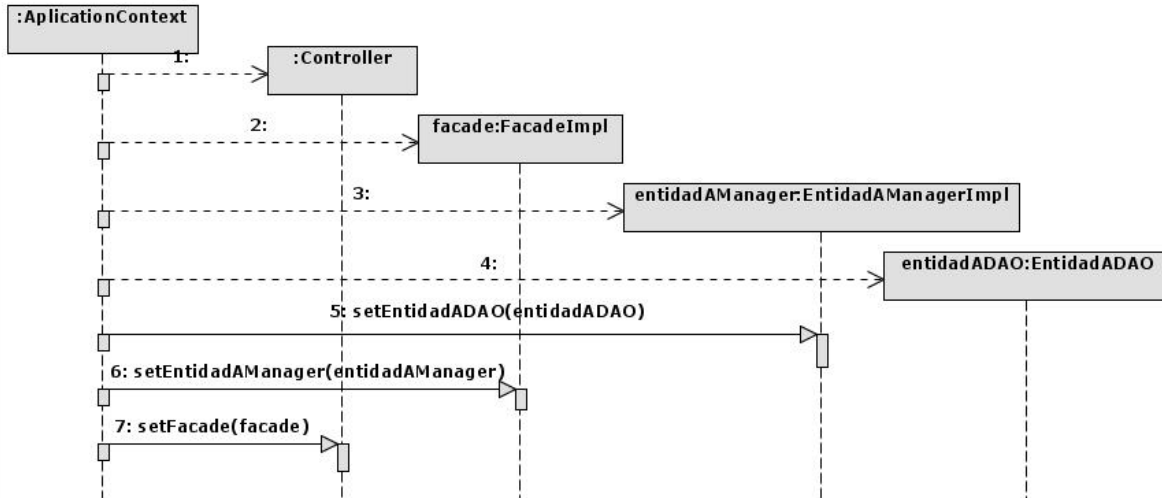 :AplicationContext
1:
:Controller
2:
facade:FacadeImpl
3:
entidadAManager:EntidadAManagerImpl
4:
entidadADAO:EntidadADAO
5: setEntidadADAO(entidadADAO)
6: setEntidadAManager(entidadAManager)
7: setFacade(facade)